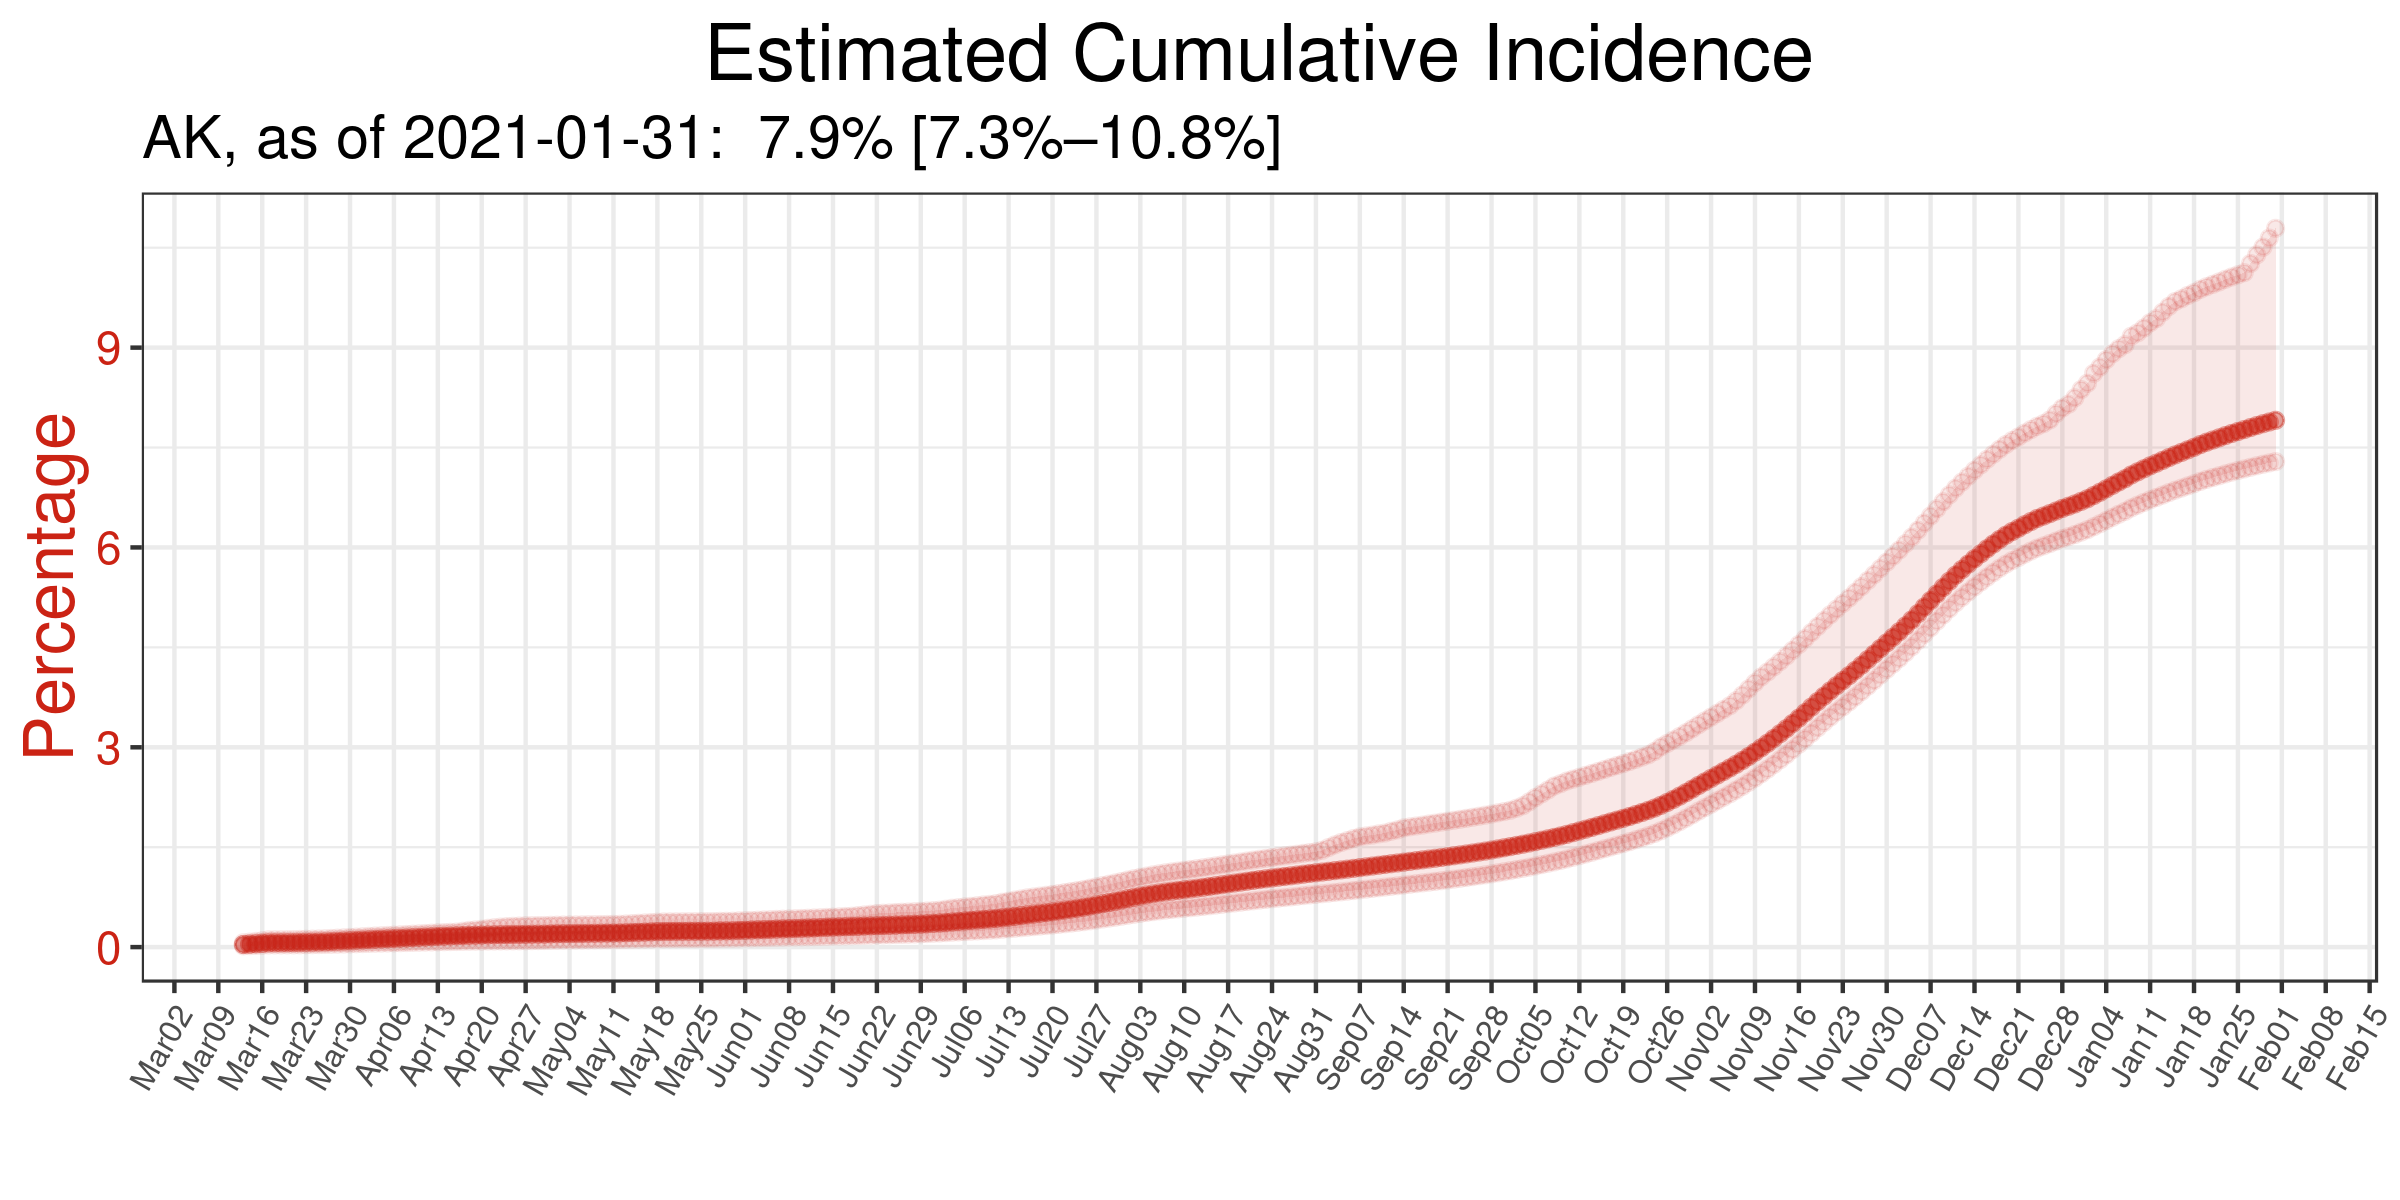 Estimated Cumulative Incidence
AK, as of 2021-01-31:  7.9% [7.3%–10.8%]
Percentage
9
6
3
0
Mar02
Mar09
Mar16
Mar23
Mar30
Apr06
Apr13
Apr20
Apr27
May04
May11
May18
May25
Jun01
Jun08
Jun15
Jun22
Jun29
Jul06
Jul13
Jul20
Jul27
Aug03
Aug10
Aug17
Aug24
Aug31
Sep07
Sep14
Sep21
Sep28
Oct05
Oct12
Oct19
Oct26
Nov02
Nov09
Nov16
Nov23
Nov30
Dec07
Dec14
Dec21
Dec28
Jan04
Jan11
Jan18
Jan25
Feb01
Feb08
Feb15